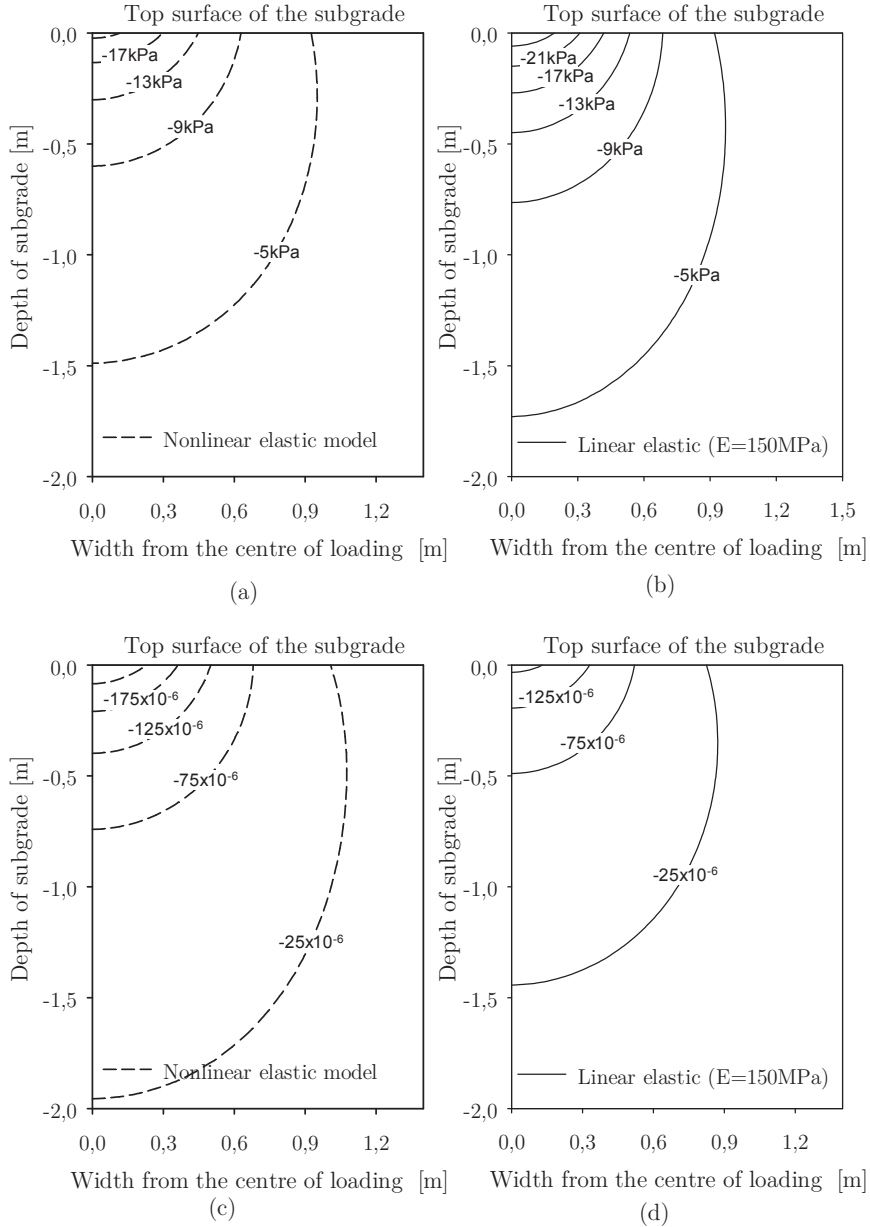 Top surface of the subgrade
0,0
-0,5
-1,0
-1,5
-2,0
Depth of subgrade [m]
-17kPa
-13kPa
-9kPa
-5kPa
Nonlinear elastic model
0,0 0,3 0,6 0,9 1,2
Width from the centre of loading [m]
(a)
Top surface of the subgrade
0,0
-0,5
-1,0
-1,5
-2,0
Depth of subgrade [m]
-21kPa
-17kPa
-13kPa
-9kPa
-5kPa
Linear elastic (E=150MPa)
0,0 0,3 0,6 0,9 1,2 1,5
Width from the centre of loading [m]
(b)
Top surface of the subgrade
0,0
-0,5
-1,0
-1,5
-2,0
Depth of subgrade [m]
-175x10⁻⁶
-125x10⁻⁶
-75x10⁻⁶
-25x10⁻⁶
Nonlinear elastic model
0,0 0,3 0,6 0,9 1,2
Width from the centre of loading [m]
(c)
Top surface of the subgrade
0,0
-0,5
-1,0
-1,5
-2,0
Depth of subgrade [m]
-125x10⁻⁶
-75x10⁻⁶
-25x10⁻⁶
Linear elastic (E=150MPa)
0,0 0,3 0,6 0,9 1,2
Width from the centre of loading [m]
(d)